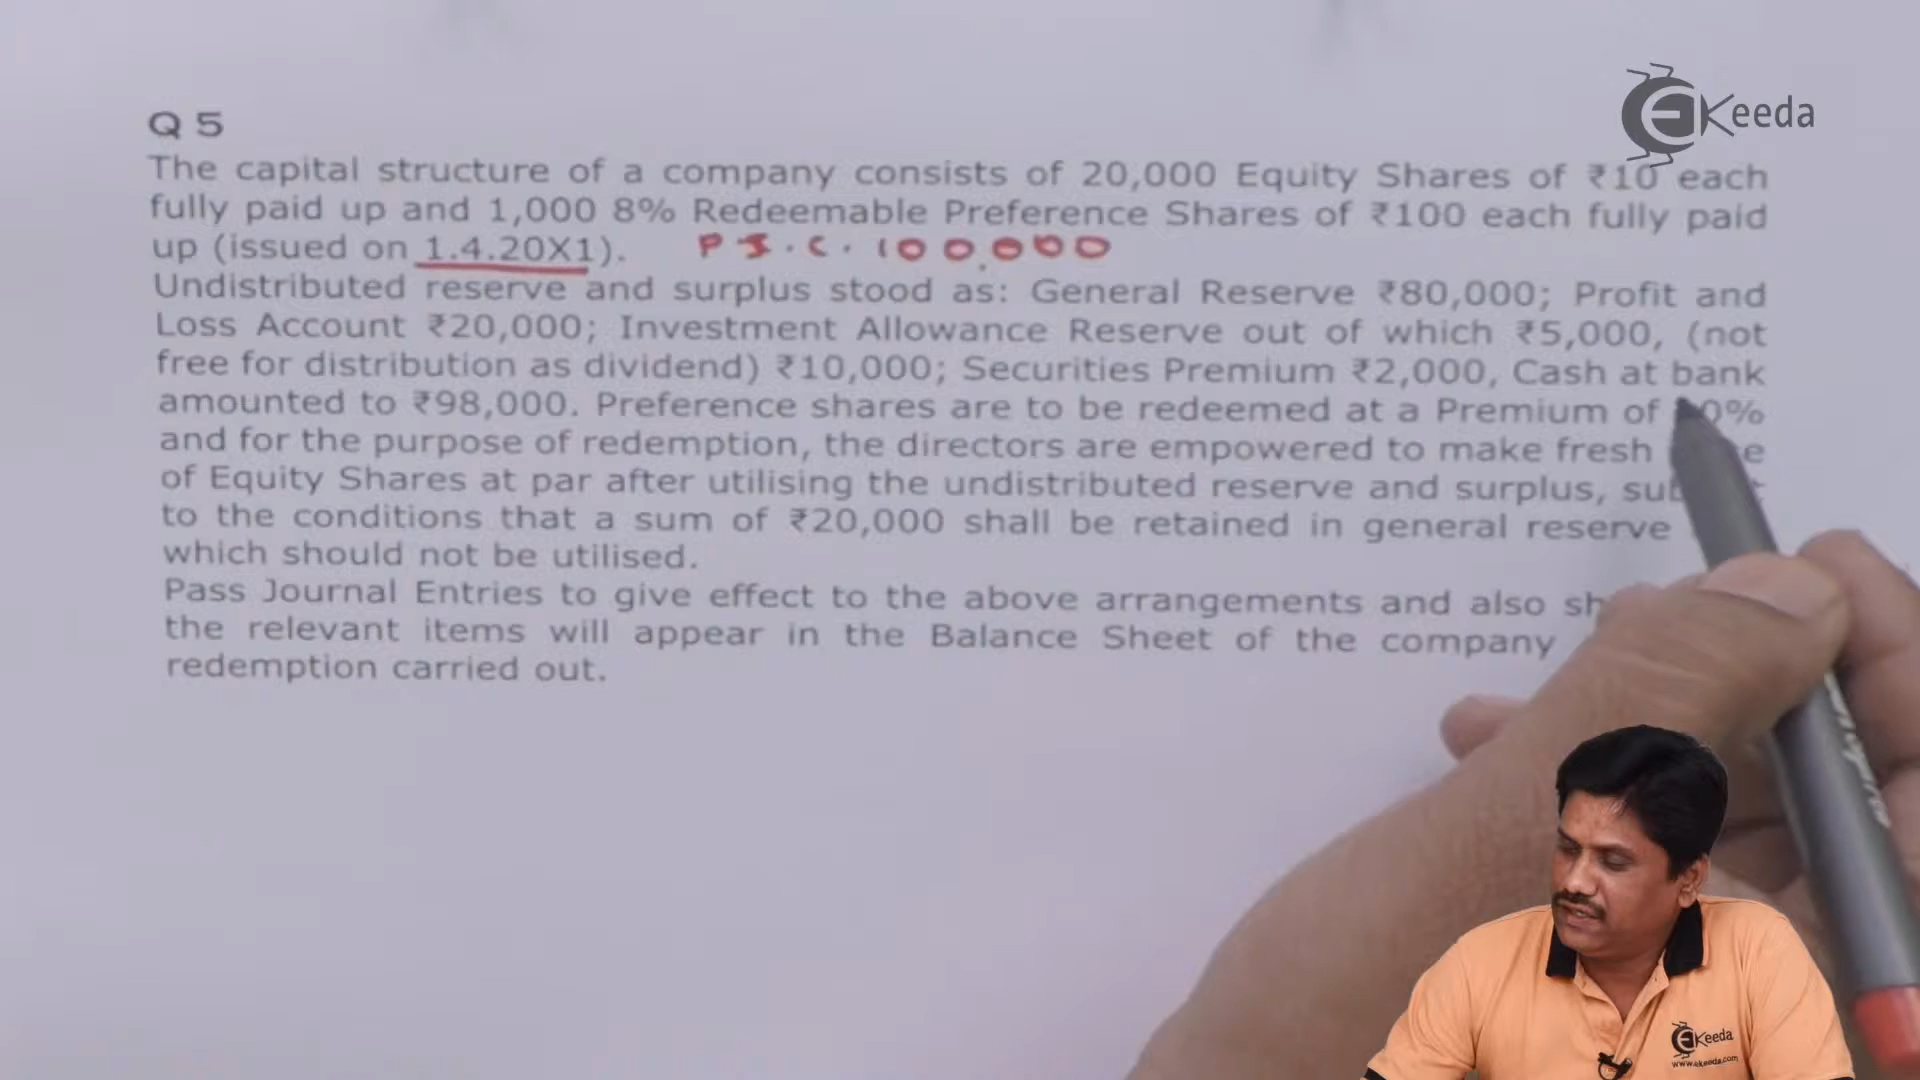 Keeda
Q 5
The capital structure of a company consists of 20,000 Equity Shares of ₹10 each
fully paid up and 1,000 8% Redeemable Preference Shares of ₹100 each fully paid
up (issued on 1.4.20X1). P S.C. 100,000
Undistributed reserve and surplus stood as: General Reserve ₹80,000; Profit and
Loss Account ₹20,000; Investment Allowance Reserve out of which ₹5,000, (not
free for distribution as dividend) ₹10,000; Securities Premium ₹2,000, Cash at bank
amounted to ₹98,000. Preference shares are to be redeemed at a Premium of 0%
and for the purpose of redemption, the directors are empowered to make fresh
of Equity Shares at par after utilising the undistributed reserve and surplus,
to the conditions that a sum of ₹20,000 shall be retained in general reserve
which should not be utilised.
Pass Journal Entries to give effect to the above arrangements and also
the relevant items will appear in the Balance Sheet of the company
redemption carried out.
Keeda
www.ekeeda.com